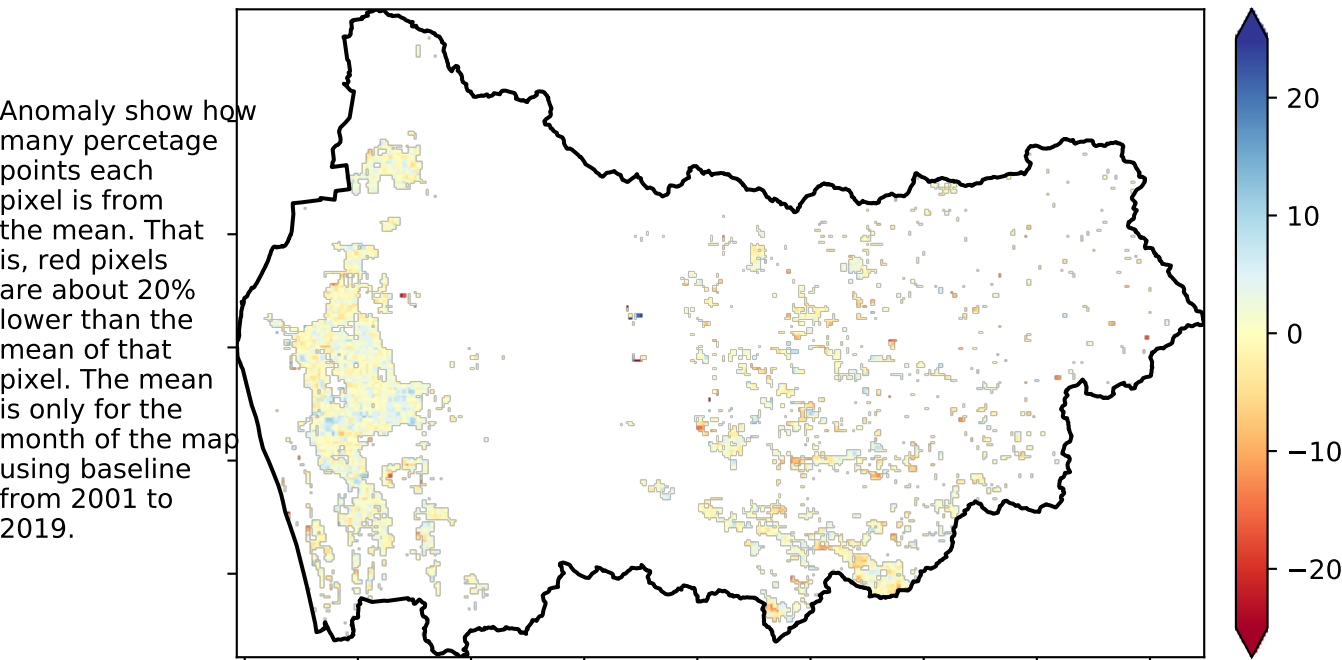 Anomaly show how
many percetage
points each
pixel is from
the mean. That
is, red pixels
are about 20%
lower than the
mean of that
pixel. The mean
is only for the
month of the map
using baseline
from 2001 to
2019.
20
10
0
−10
−20